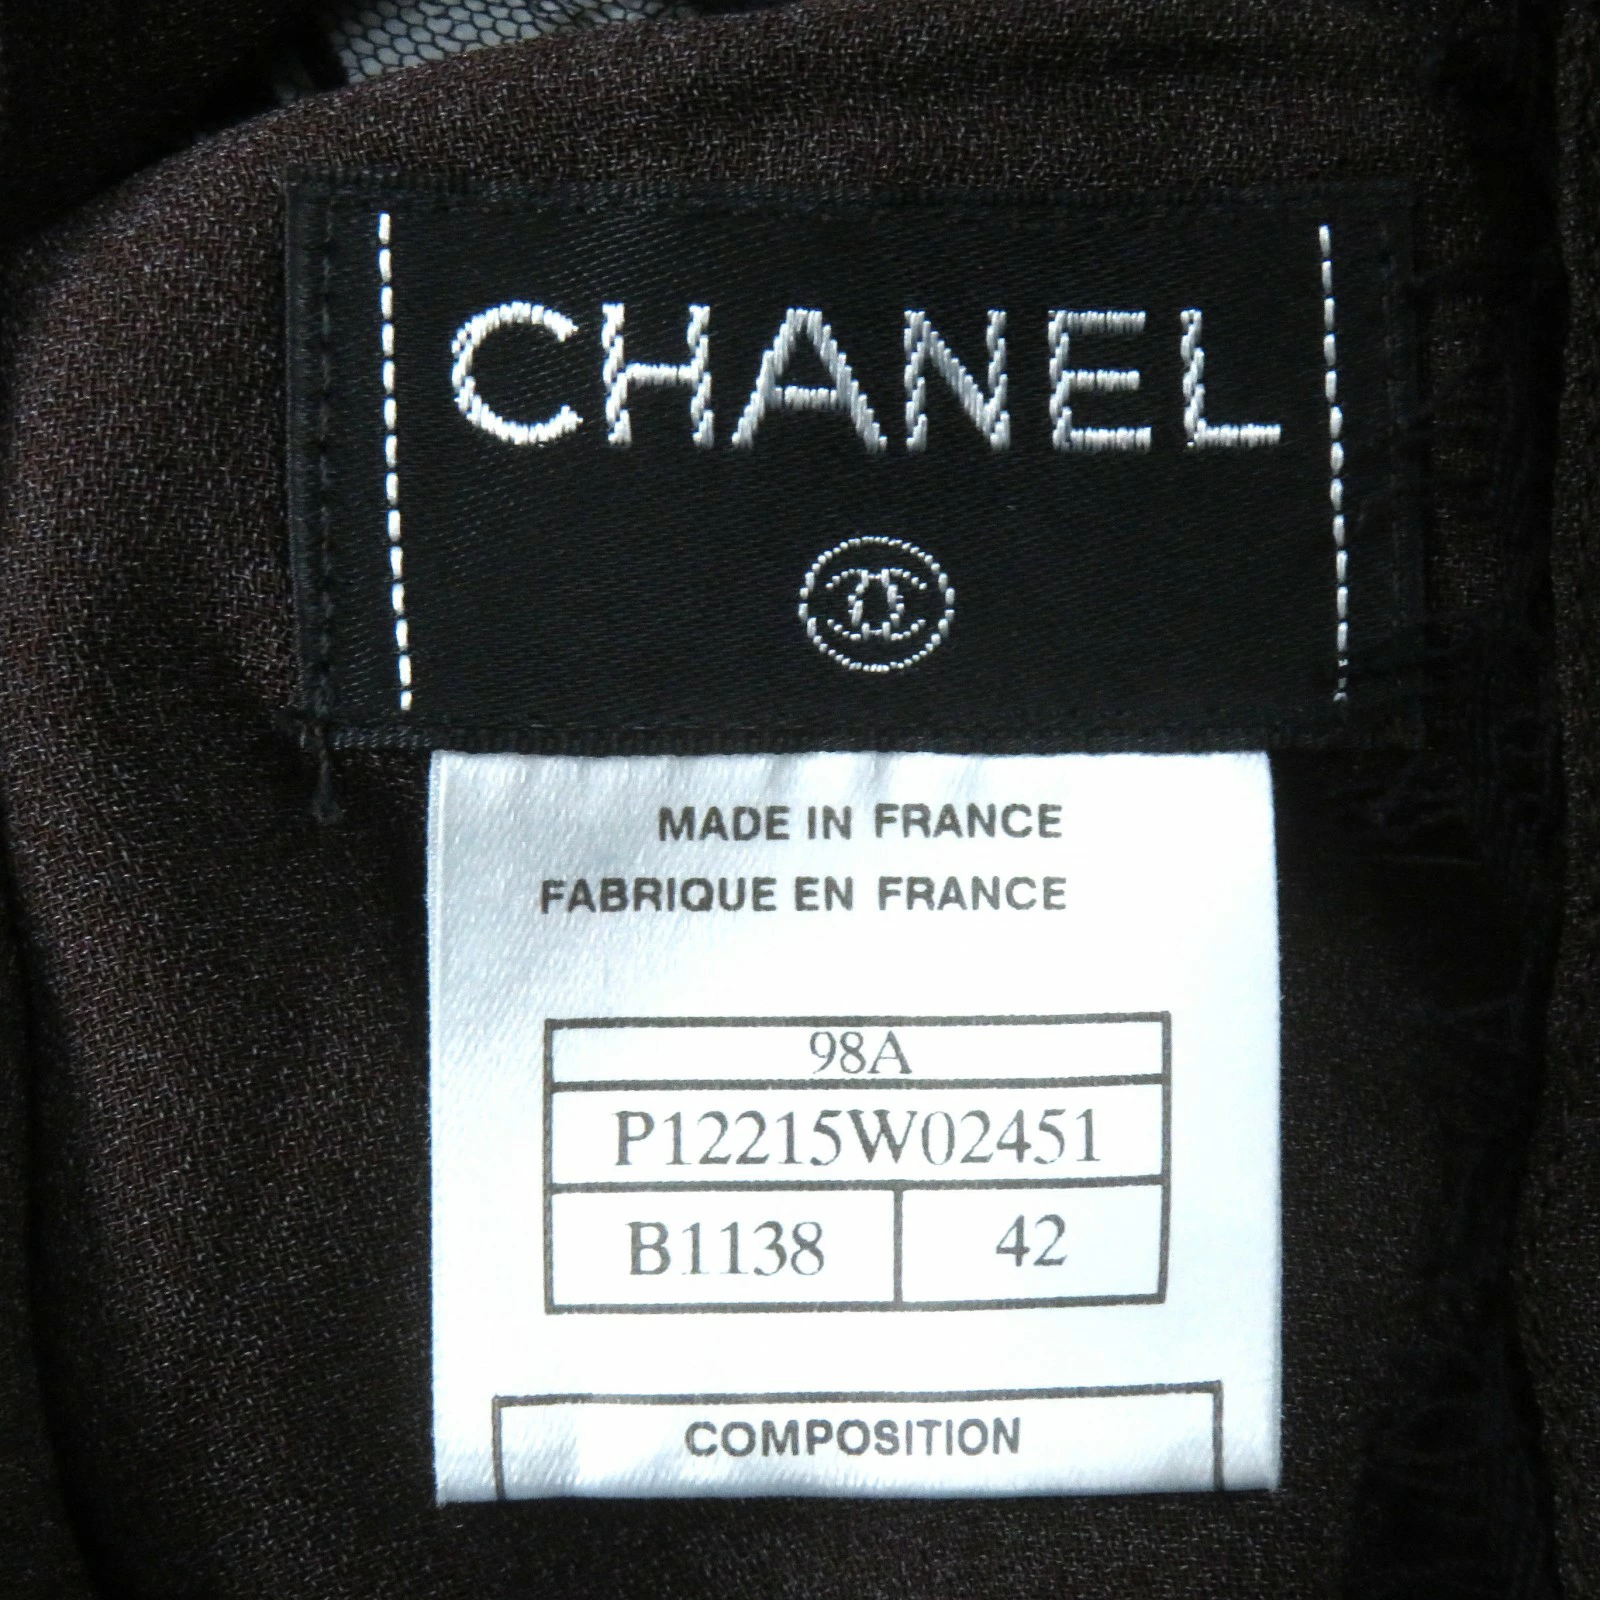 CHANEL
MADE IN FRANCE
FABRIQUE EN FRANCE
98A
P12215W02451
B1138 42
COMPOSITION